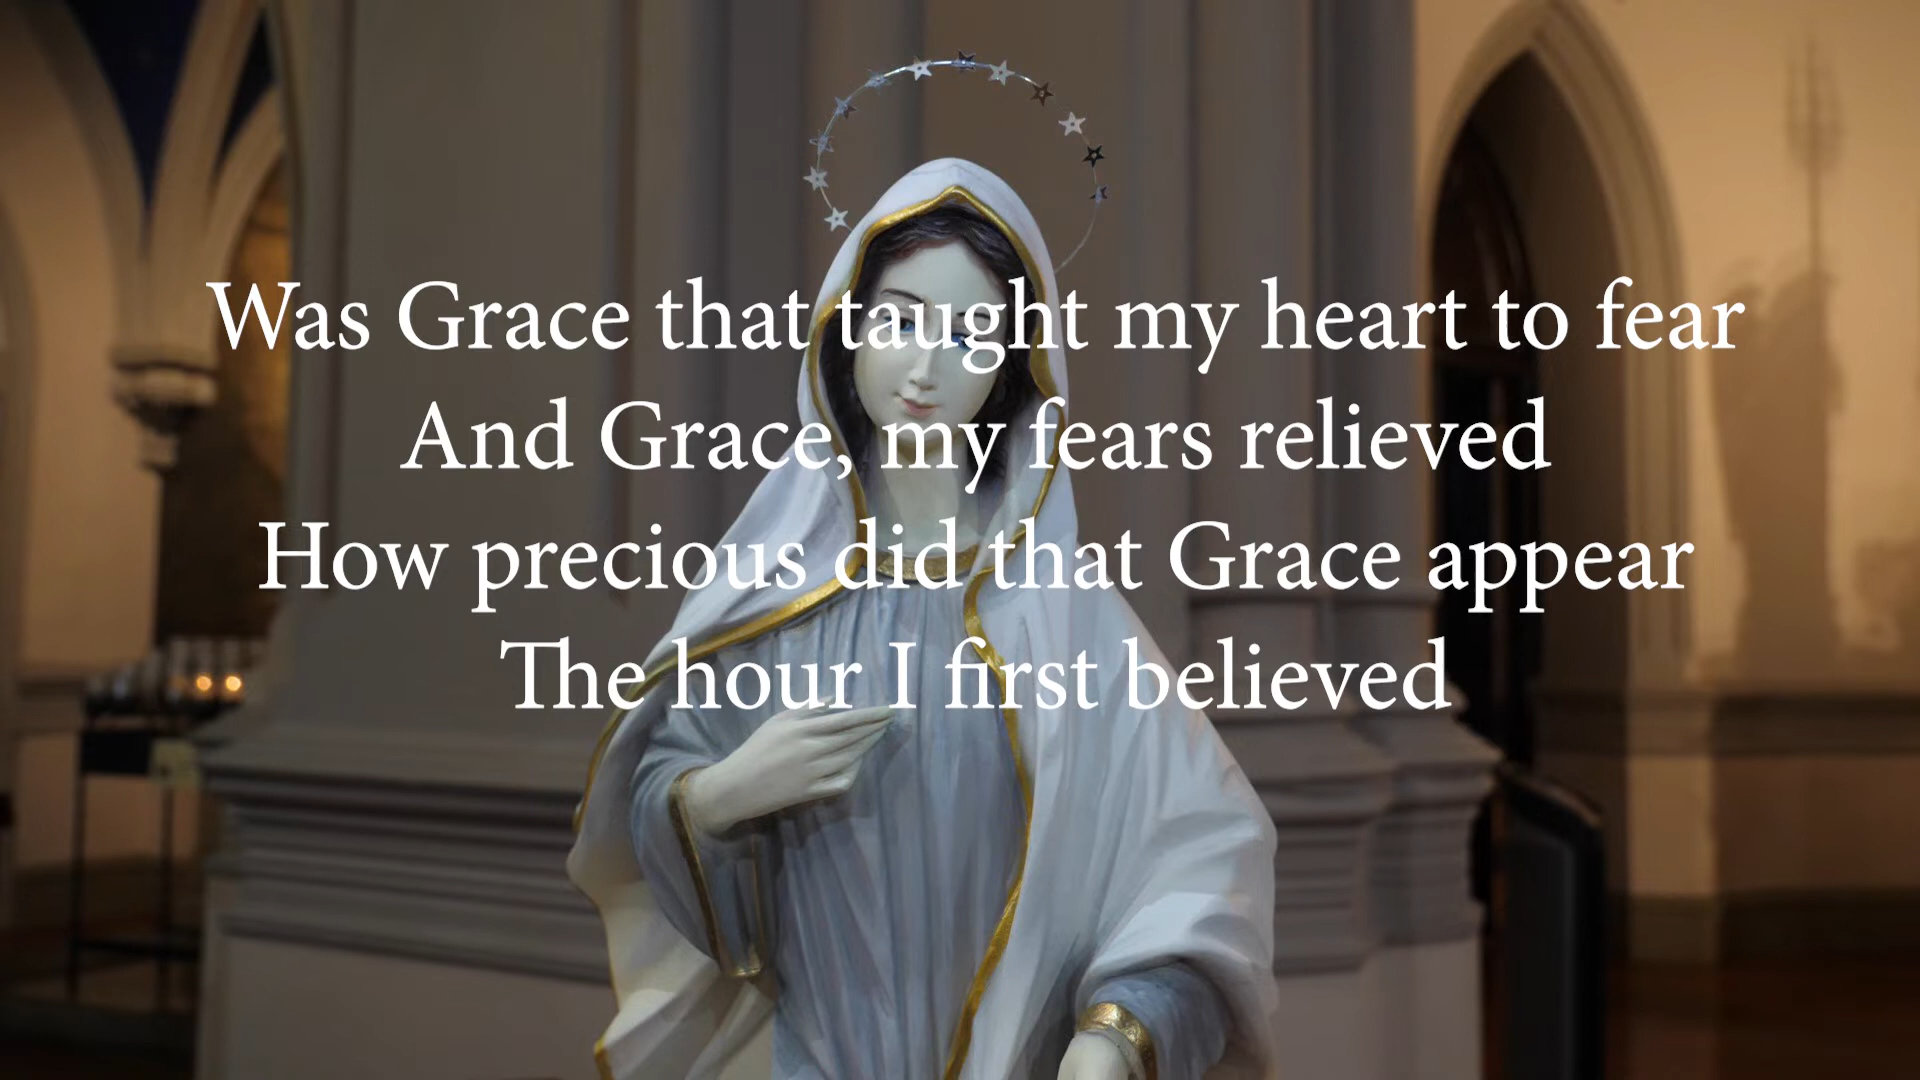 Was Grace that taught my heart to fear
And Grace, my fears relieved
How precious did that Grace appear
The hour I first believed